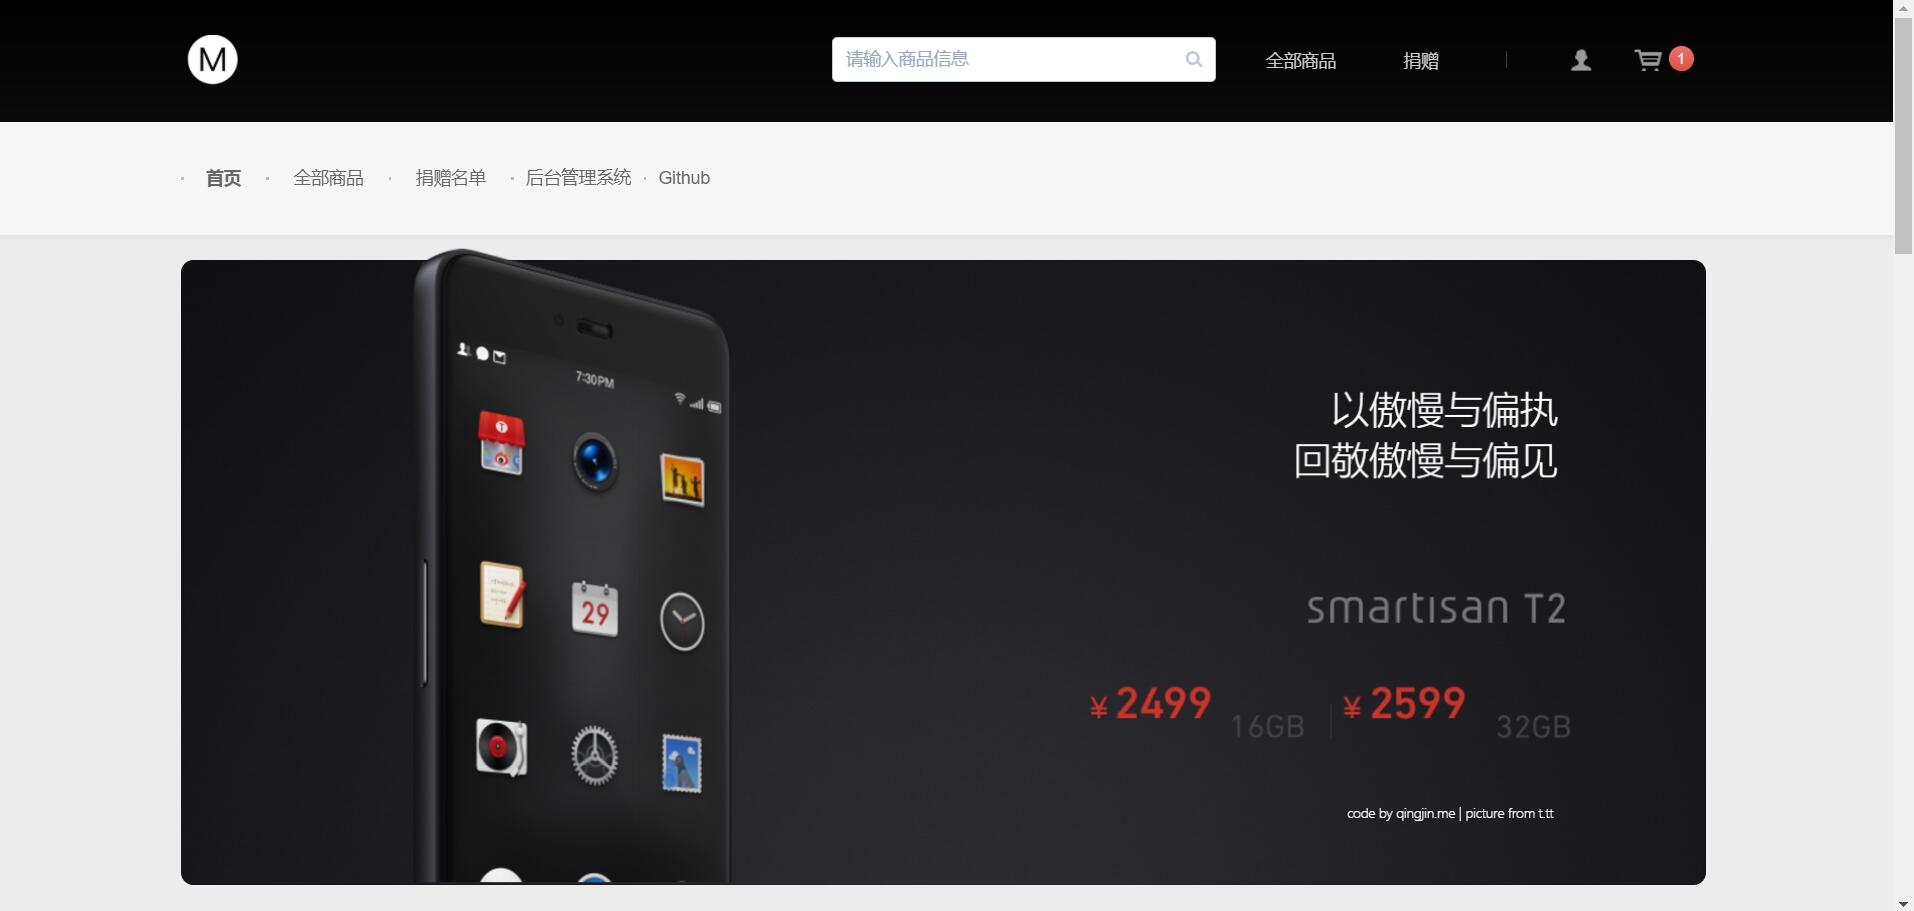 M
请输入商品信息
全部商品
捐赠
1
首页
全部商品
捐赠名单
后台管理系统
Github
7:30PM
T
29
以傲慢与偏执
回敬傲慢与偏见
smartisan T2
¥ 2499 16GB
¥ 2599 32GB
code by qingjin.me | picture from t.tt